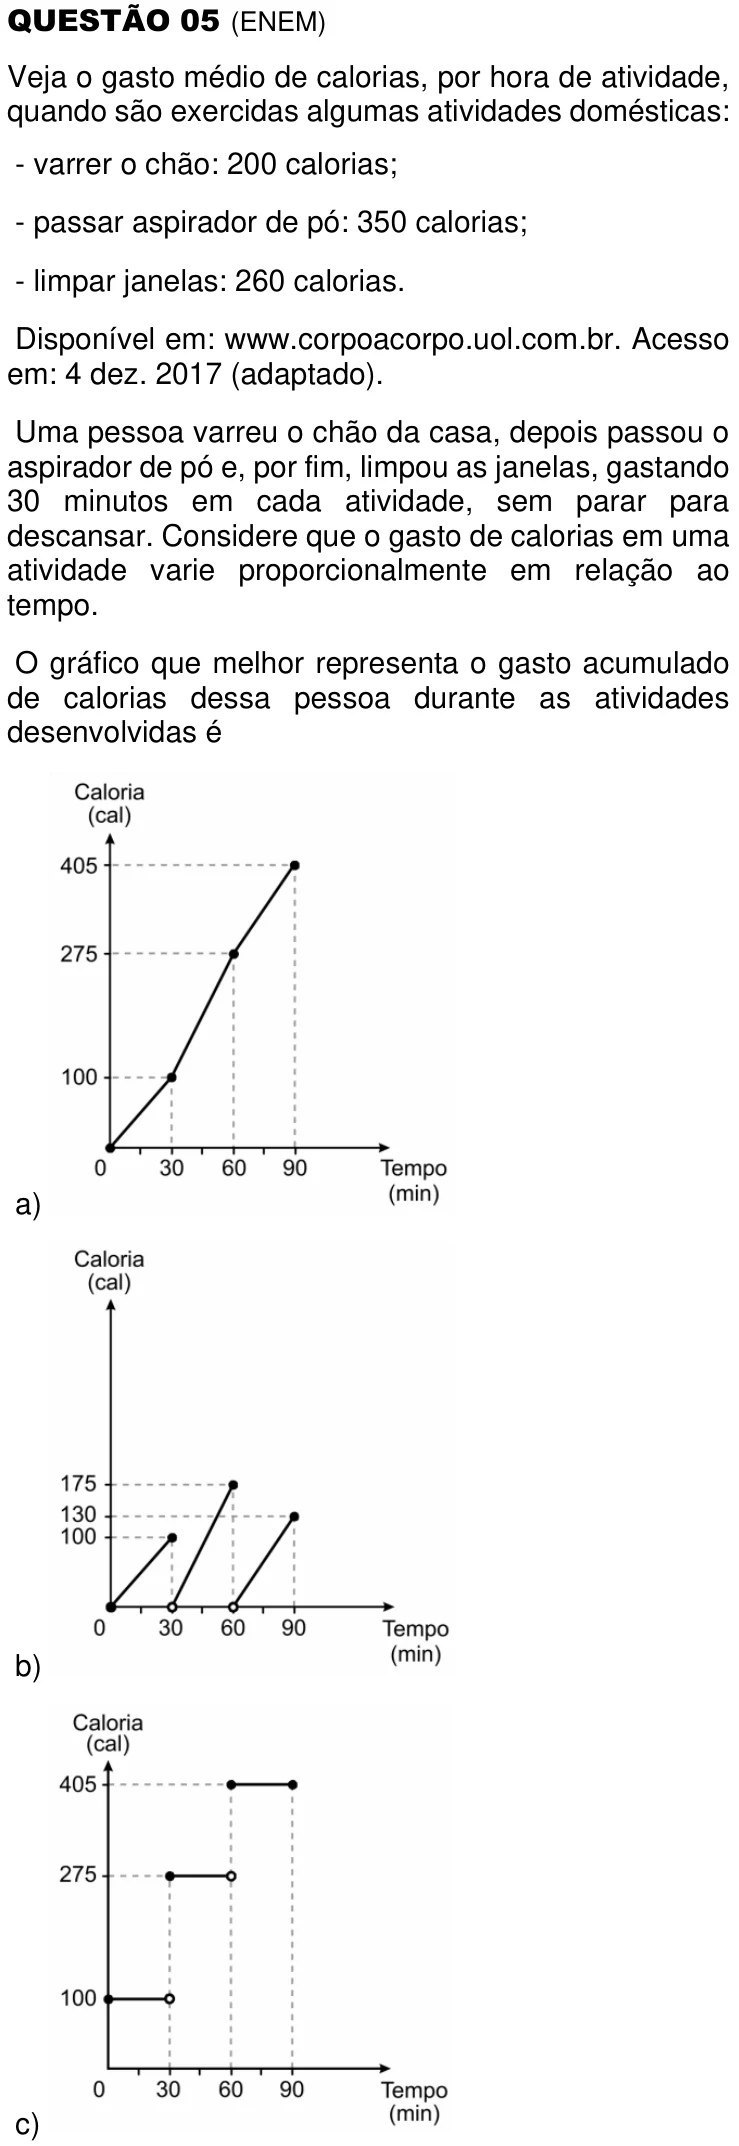 QUESTÃO 05 (ENEM)
Veja o gasto médio de calorias, por hora de atividade,
quando são exercidas algumas atividades domésticas:
- varrer o chão: 200 calorias;
- passar aspirador de pó: 350 calorias;
- limpar janelas: 260 calorias.
Disponível em: www.corpoacorpo.uol.com.br. Acesso
em: 4 dez. 2017 (adaptado).
Uma pessoa varreu o chão da casa, depois passou o
aspirador de pó e, por fim, limpou as janelas, gastando
30 minutos em cada atividade, sem parar para
descansar. Considere que o gasto de calorias em uma
atividade varie proporcionalmente em relação ao
tempo.
O gráfico que melhor representa o gasto acumulado
de calorias dessa pessoa durante as atividades
desenvolvidas é
Caloria
(cal)
405
275
100
0 30 60 90 Tempo
(min)
a)
Caloria
(cal)
175
130
100
0 30 60 90 Tempo
(min)
b)
Caloria
(cal)
405
275
100
0 30 60 90 Tempo
(min)
c)